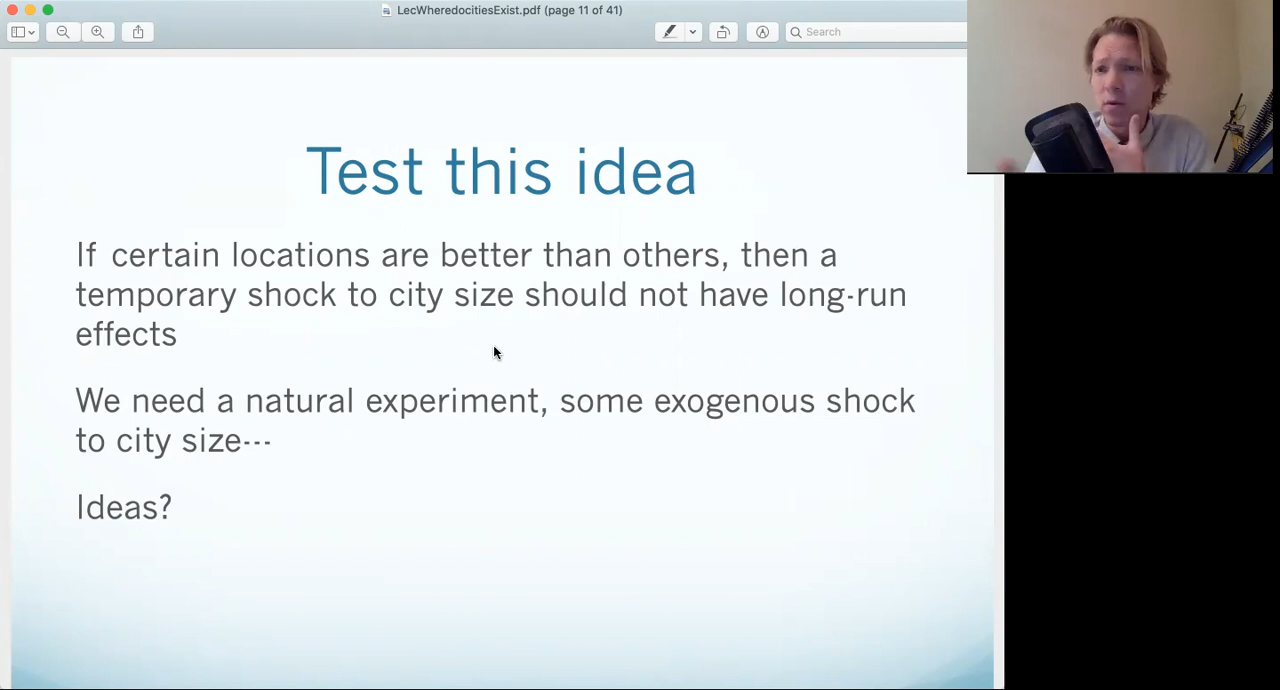 LecWheredocitiesExist.pdf (page 11 of 41)
Search
Test this idea
If certain locations are better than others, then a
temporary shock to city size should not have long-run
effects
We need a natural experiment, some exogenous shock
to city size---
Ideas?